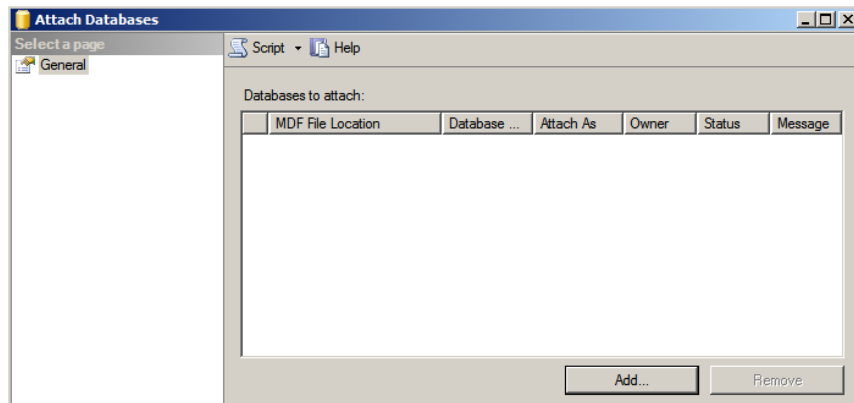 Attach Databases
Select a page
General
Script Help
Databases to attach:
MDF File Location Database ... Attach As Owner Status Message
Add... Remove